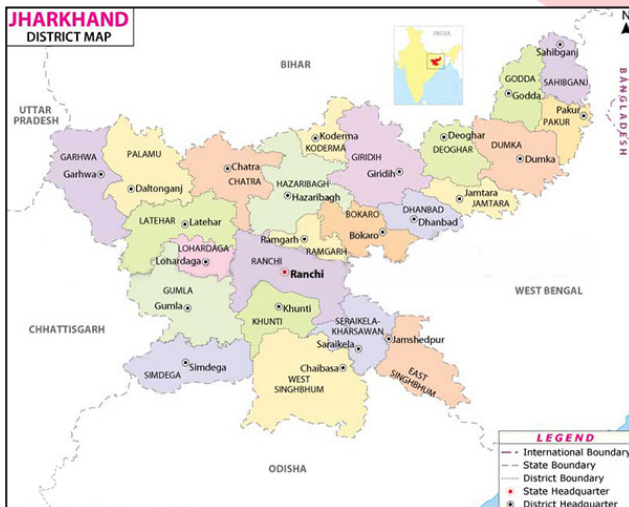 JHARKHAND
DISTRICT MAP
INDIA
N
BIHAR
UTTAR
PRADESH
BANGLADESH
Sahibganj
SAHIBGANJ
GODDA
Godda
Pakur
PAKUR
Koderma
KODERMA
Deoghar
DEOGHAR
DUMKA
Dumka
GARHWA
Garhwa
PALAMU
Daltonganj
Chatra
CHATRA
GIRIDIH
Giridih
HAZARIBAGH
Hazaribagh
Jamtara
JAMTARA
LATEHAR
Latehar
BOKARO
Bokaro
DHANBAD
Dhanbad
Ramgarh
RAMGARH
LOHARDAGA
Lohardaga
RANCHI
Ranchi
WEST BENGAL
GUMLA
Gumla
Khunti
KHUNTI
SERAIKELA-
KHARSAWAN
Saraikela
Jamshedpur
CHHATTISGARH
Simdega
SIMDEGA
Chaibasa
WEST
SINGHBHUM
EAST
SINGHBHUM
ODISHA
LEGEND
International Boundary
State Boundary
District Boundary
State Headquarter
District Headquarter